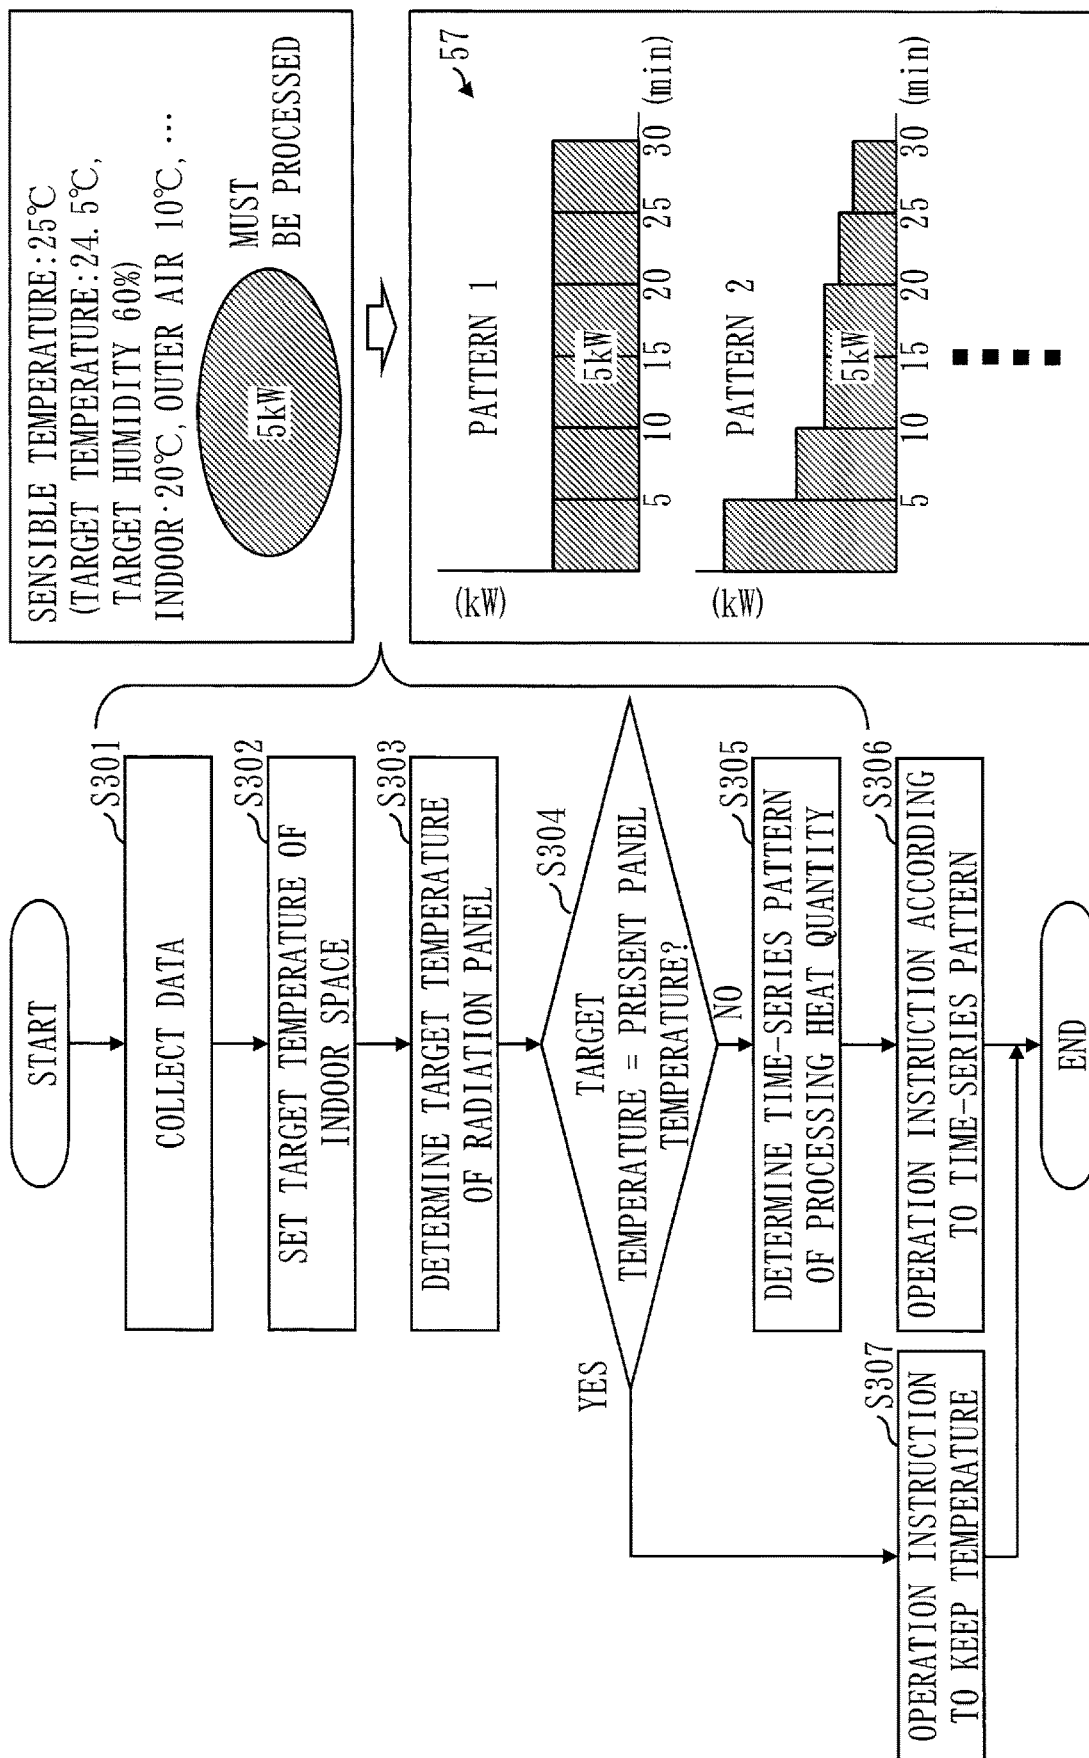 START
S301
COLLECT DATA
S302
SET TARGET TEMPERATURE OF
INDOOR SPACE
S303
DETERMINE TARGET TEMPERATURE
OF RADIATION PANEL
S304
TARGET
TEMPERATURE = PRESENT PANEL
TEMPERATURE?
YES
NO
S305
DETERMINE TIME-SERIES PATTERN
OF PROCESSING HEAT QUANTITY
S306
OPERATION INSTRUCTION ACCORDING
TO TIME-SERIES PATTERN
S307
OPERATION INSTRUCTION
TO KEEP TEMPERATURE
END
SENSIBLE TEMPERATURE:25℃
(TARGET TEMPERATURE:24.5℃,
TARGET HUMIDITY 60%)
INDOOR·20℃, OUTER AIR 10℃, ...
5kW
MUST
BE PROCESSED
57
(kW)
PATTERN 1
5kW
5 10 15 20 25 30 (min)
(kW)
PATTERN 2
5kW
5 10 15 20 25 30 (min)